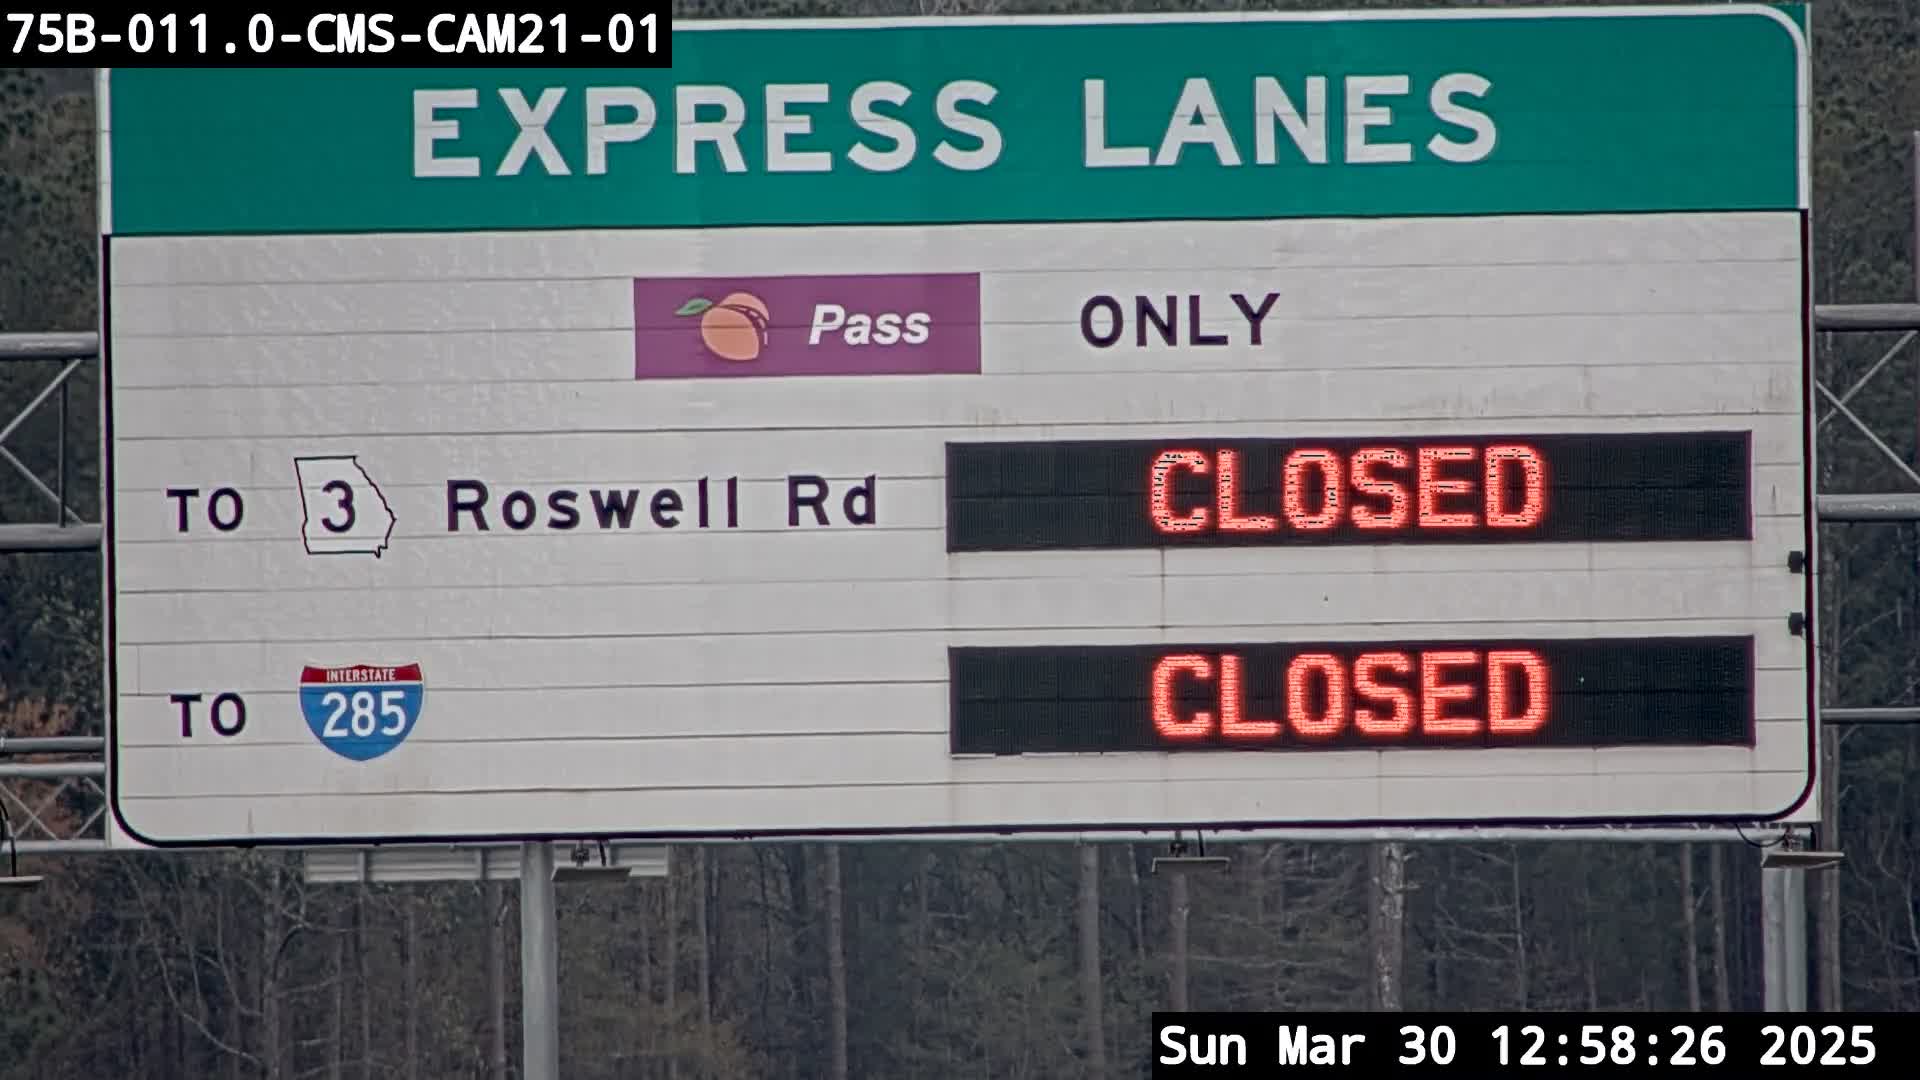 75B-011.0-CMS-CAM21-01
EXPRESS LANES
Pass ONLY
TO 3 Roswell Rd CLOSED
TO INTERSTATE 285 CLOSED
Sun Mar 30 12:58:26 2025